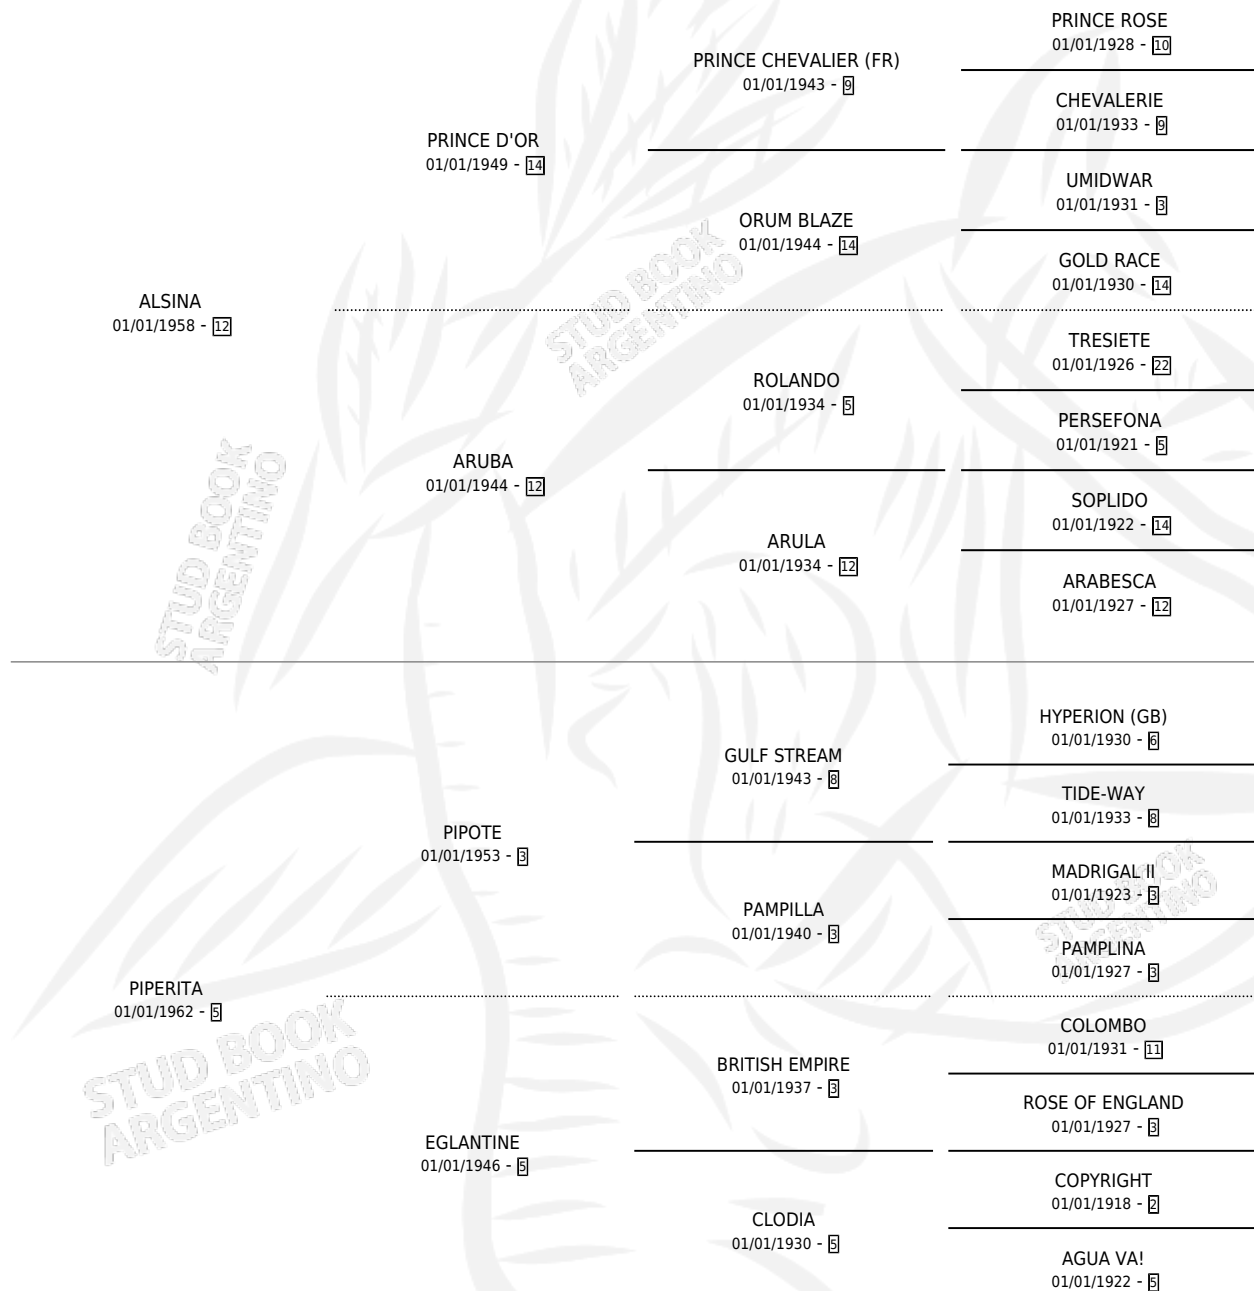 PRINCE ROSE
01/01/1928 - 10
PRINCE CHEVALIER (FR)
01/01/1943 - 9
CHEVALERIE
01/01/1933 - 9
PRINCE D'OR
01/01/1949 - 14
UMIDWAR
01/01/1931 - 3
ORUM BLAZE
01/01/1944 - 14
GOLD RACE
01/01/1930 - 14
ALSINA
01/01/1958 - 12
TRESIETE
01/01/1926 - 22
ROLANDO
01/01/1934 - 5
PERSEFONA
01/01/1921 - 5
ARUBA
01/01/1944 - 12
SOPLIDO
01/01/1922 - 14
ARULA
01/01/1934 - 12
ARABESCA
01/01/1927 - 12
HYPERION (GB)
01/01/1930 - 6
GULF STREAM
01/01/1943 - 8
TIDE-WAY
01/01/1933 - 8
PIPOTE
01/01/1953 - 3
MADRIGAL II
01/01/1923 - 3
PAMPILLA
01/01/1940 - 3
PAMPLINA
01/01/1927 - 3
PIPERITA
01/01/1962 - 5
COLOMBO
01/01/1931 - 11
BRITISH EMPIRE
01/01/1937 - 3
ROSE OF ENGLAND
01/01/1927 - 3
EGLANTINE
01/01/1946 - 5
COPYRIGHT
01/01/1918 - 2
CLODIA
01/01/1930 - 5
AGUA VA!
01/01/1922 - 5
STUD BOOK
ARGENTINO
STUD BOOK
ARGENTINO
STUD BOOK
ARGENTINO
STUD BOOK
ARGENTINO